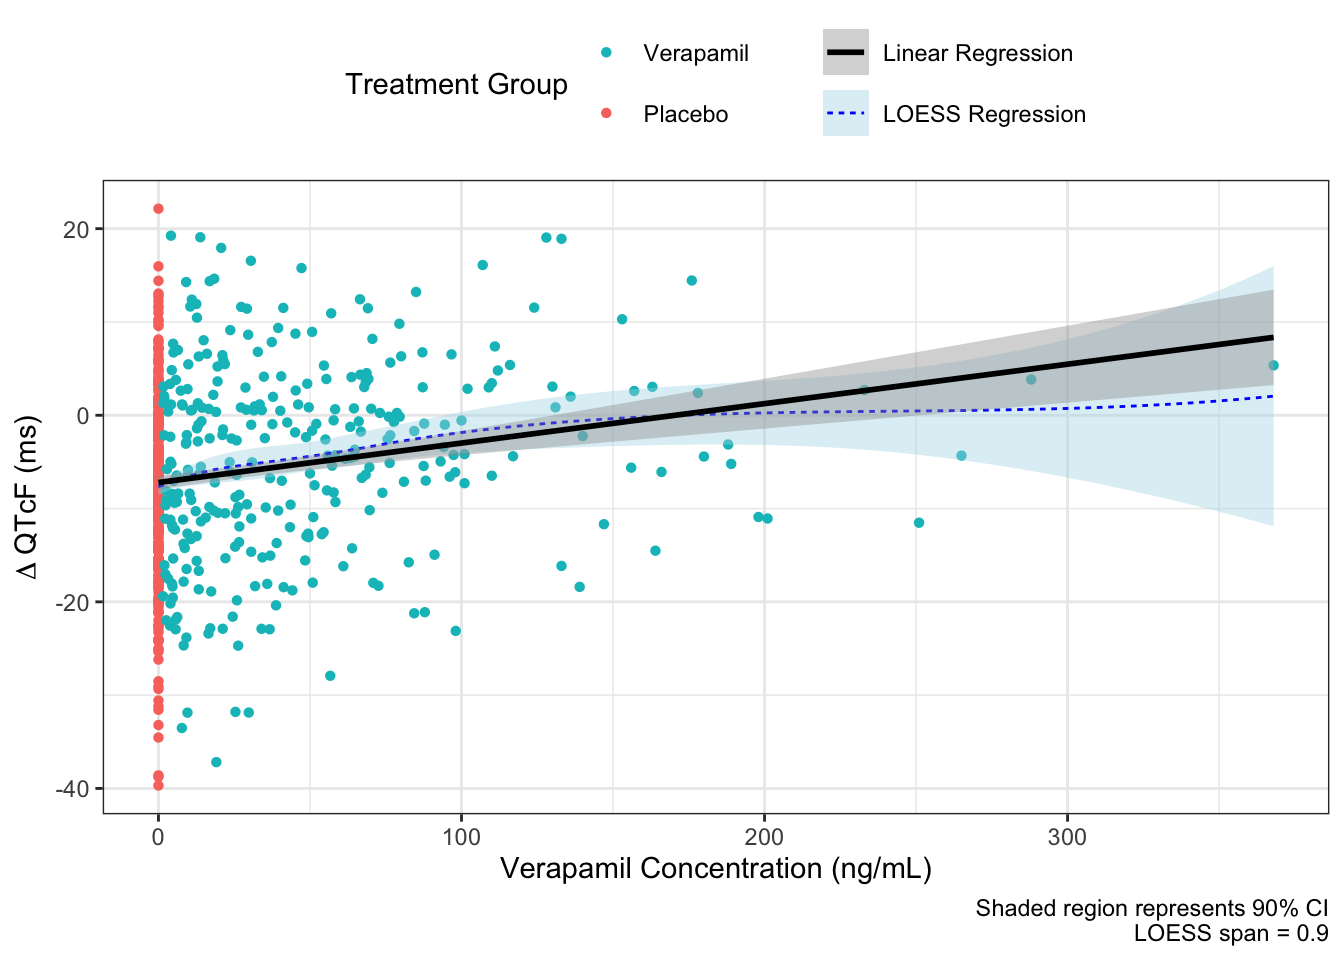 Treatment Group
Verapamil
Placebo
Linear Regression
LOESS Regression
Δ QTcF (ms)
20
0
-20
-40
0
100
200
300
Verapamil Concentration (ng/mL)
Shaded region represents 90% CI
LOESS span = 0.9